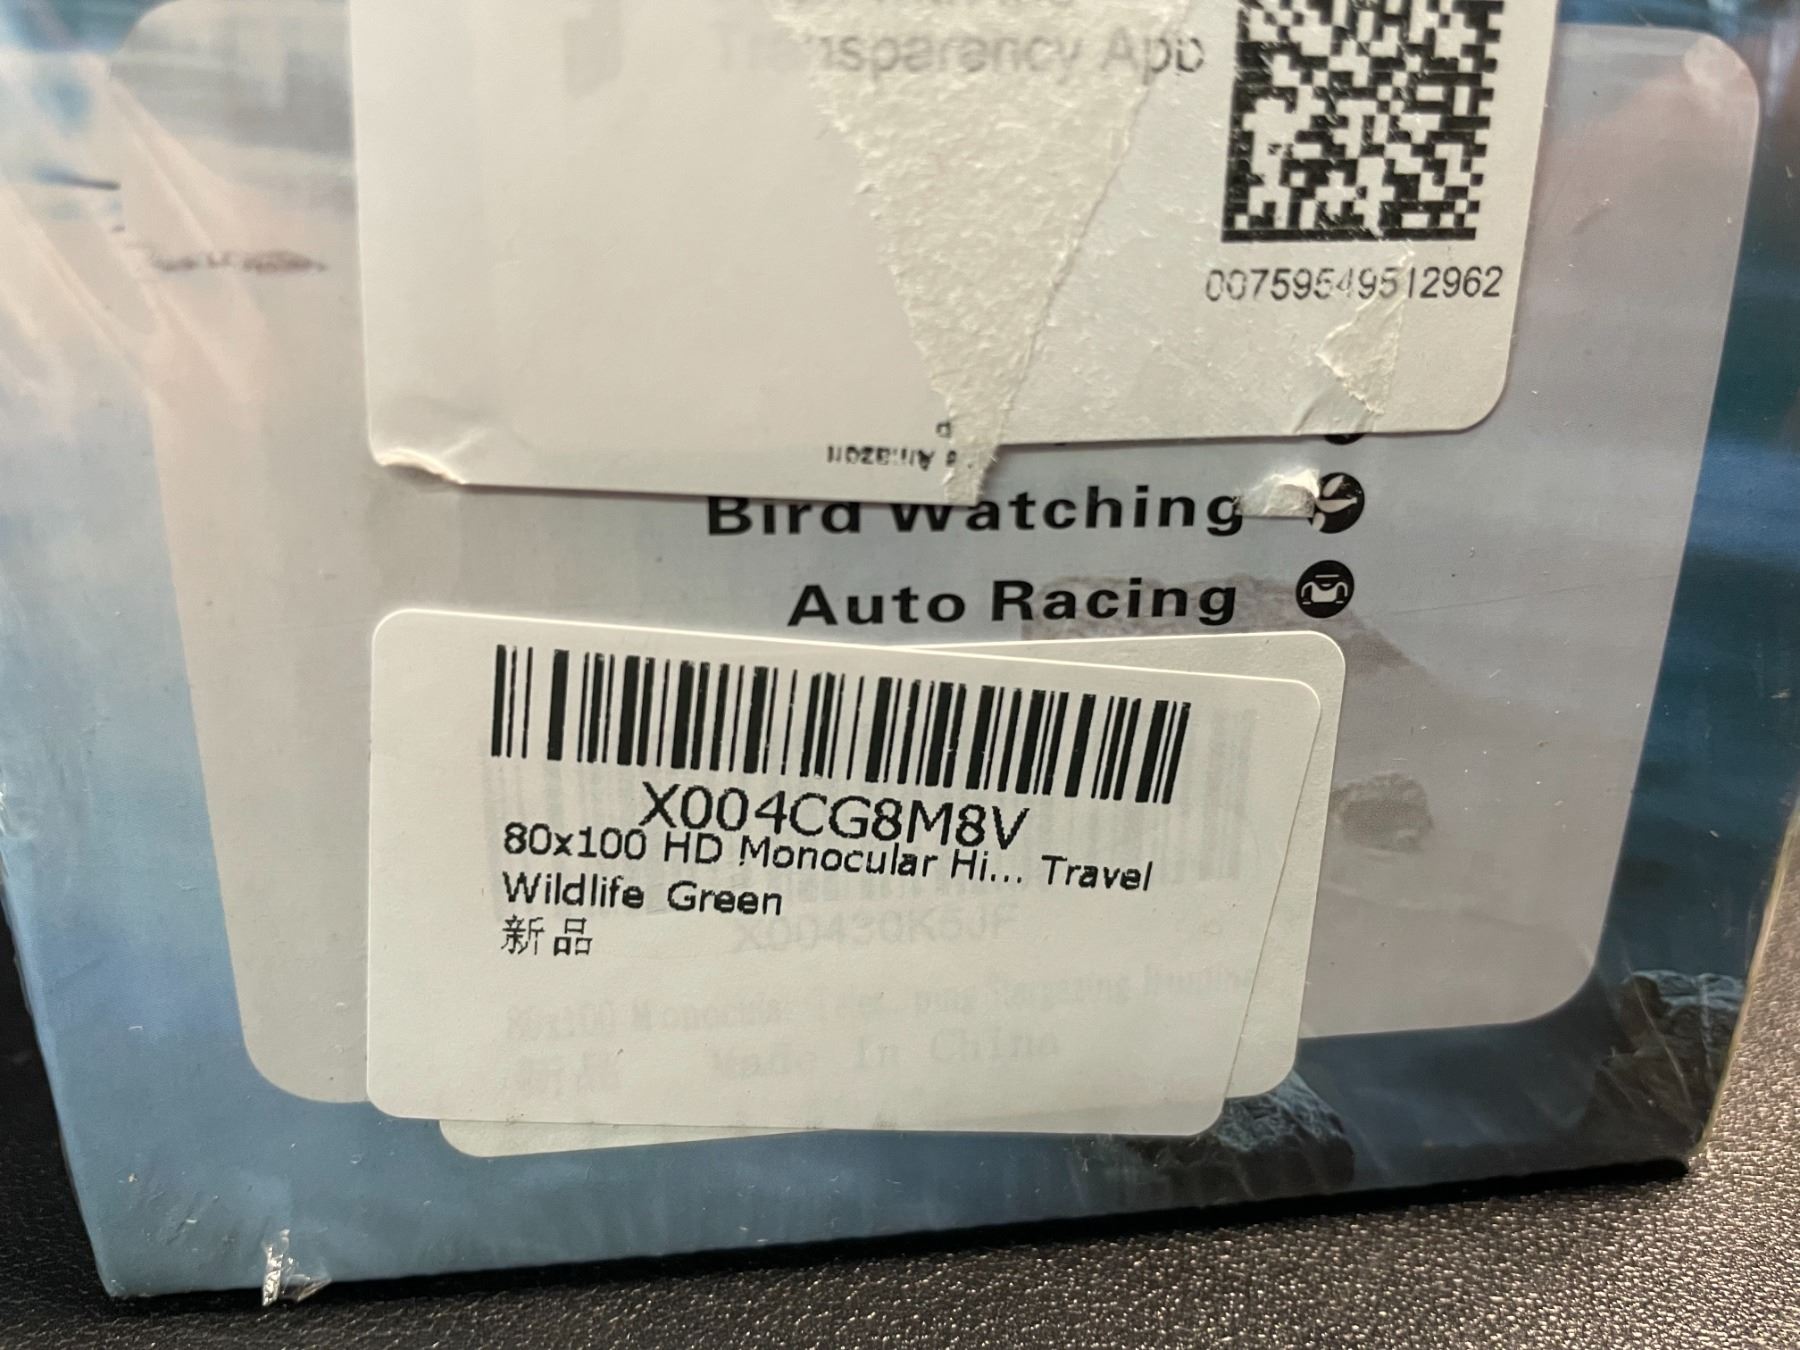 Transparency App
00759549512962
Amazon
Bird Watching
Auto Racing
X004CG8M8V
80x100 HD Monocular Hi... Travel
Wildlife Green
新品
Made In China